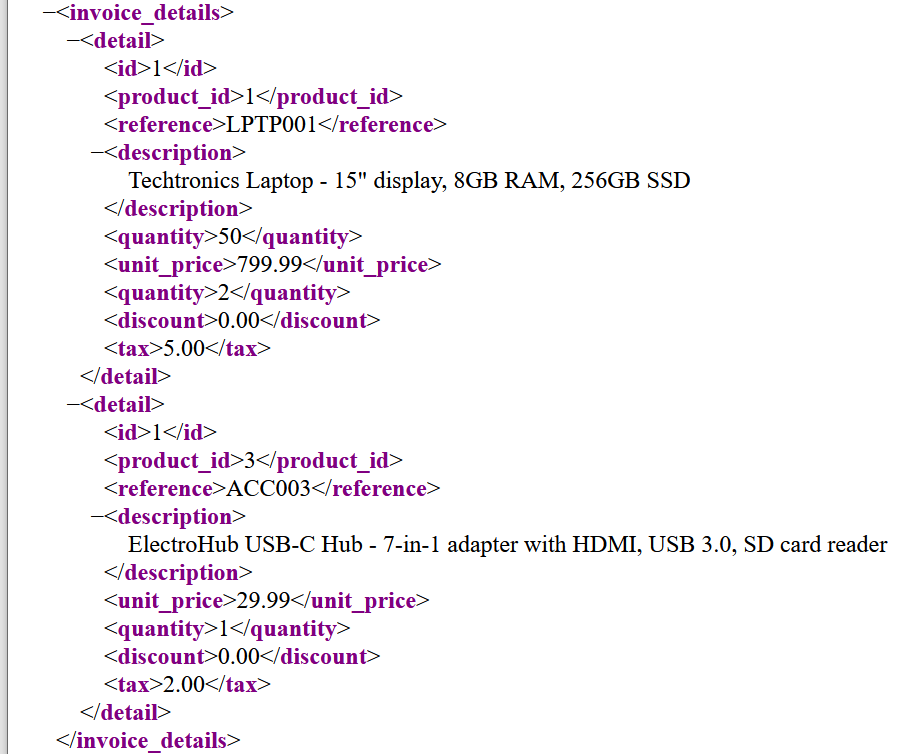 −<invoice_details>
−<detail>
<id>1</id>
<product_id>1</product_id>
<reference>LPTP001</reference>
−<description>
Techtronics Laptop - 15" display, 8GB RAM, 256GB SSD
</description>
<quantity>50</quantity>
<unit_price>799.99</unit_price>
<quantity>2</quantity>
<discount>0.00</discount>
<tax>5.00</tax>
</detail>
−<detail>
<id>1</id>
<product_id>3</product_id>
<reference>ACC003</reference>
−<description>
ElectroHub USB-C Hub - 7-in-1 adapter with HDMI, USB 3.0, SD card reader
</description>
<unit_price>29.99</unit_price>
<quantity>1</quantity>
<discount>0.00</discount>
<tax>2.00</tax>
</detail>
</invoice_details>